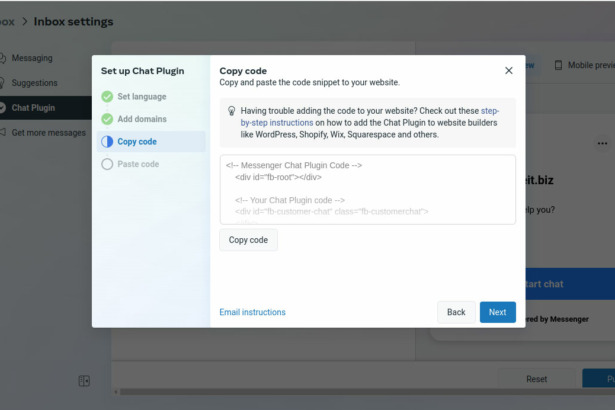 ox > Inbox settings
Messaging
Suggestions
Chat Plugin
Get more messages
Set up Chat Plugin
Set language
Add domains
Copy code
Paste code
Copy code
Copy and paste the code snippet to your website.
Having trouble adding the code to your website? Check out these step-
by-step instructions on how to add the Chat Plugin to website builders
like WordPress, Shopify, Wix, Squarespace and others.
<!-- Messenger Chat Plugin Code -->
<div id="fb-root"></div>
<!-- Your Chat Plugin code -->
<div id="fb-customer-chat" class="fb-customerchat">
Copy code
Email instructions
Back
Next
ew
Mobile previ
eit.biz
elp you?
tart chat
ered by Messenger
Reset
Pu